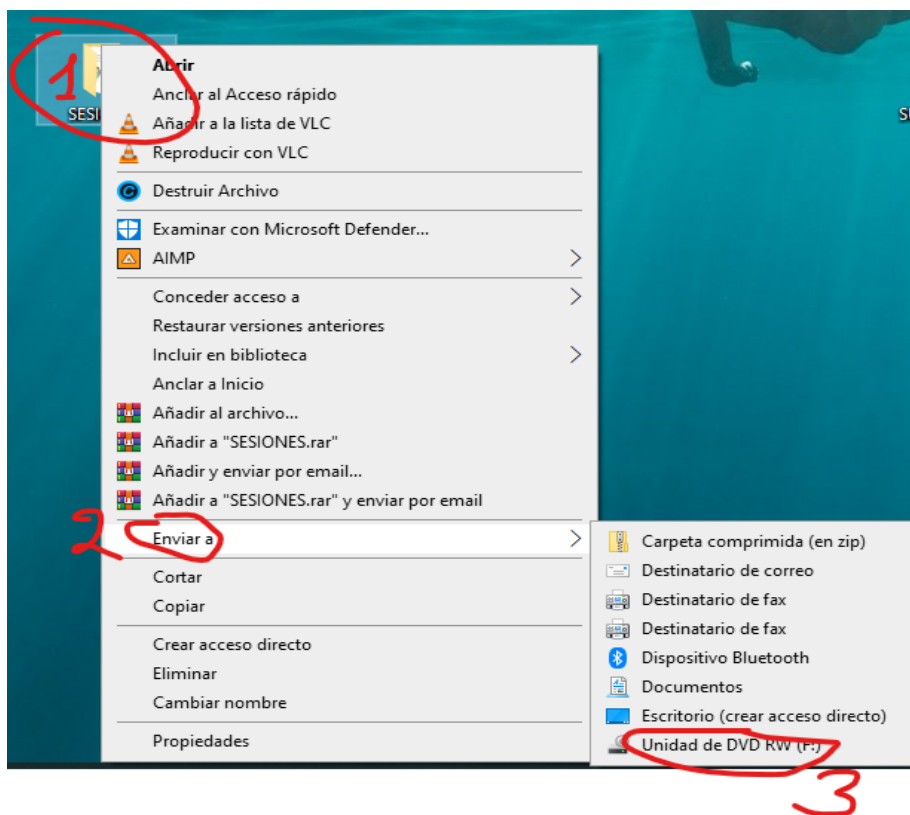 1
SESI
Abrir
Anclar al Acceso rápido
Añadir a la lista de VLC
Reproducir con VLC
Destruir Archivo
Examinar con Microsoft Defender...
AIMP
Conceder acceso a
Restaurar versiones anteriores
Incluir en biblioteca
Anclar a Inicio
Añadir al archivo...
Añadir a "SESIONES.rar"
Añadir y enviar por email...
Añadir a "SESIONES.rar" y enviar por email
2 Enviar a
Cortar
Copiar
Crear acceso directo
Eliminar
Cambiar nombre
Propiedades
Carpeta comprimida (en zip)
Destinatario de correo
Destinatario de fax
Destinatario de fax
Dispositivo Bluetooth
Documentos
Escritorio (crear acceso directo)
Unidad de DVD RW (F:)
3